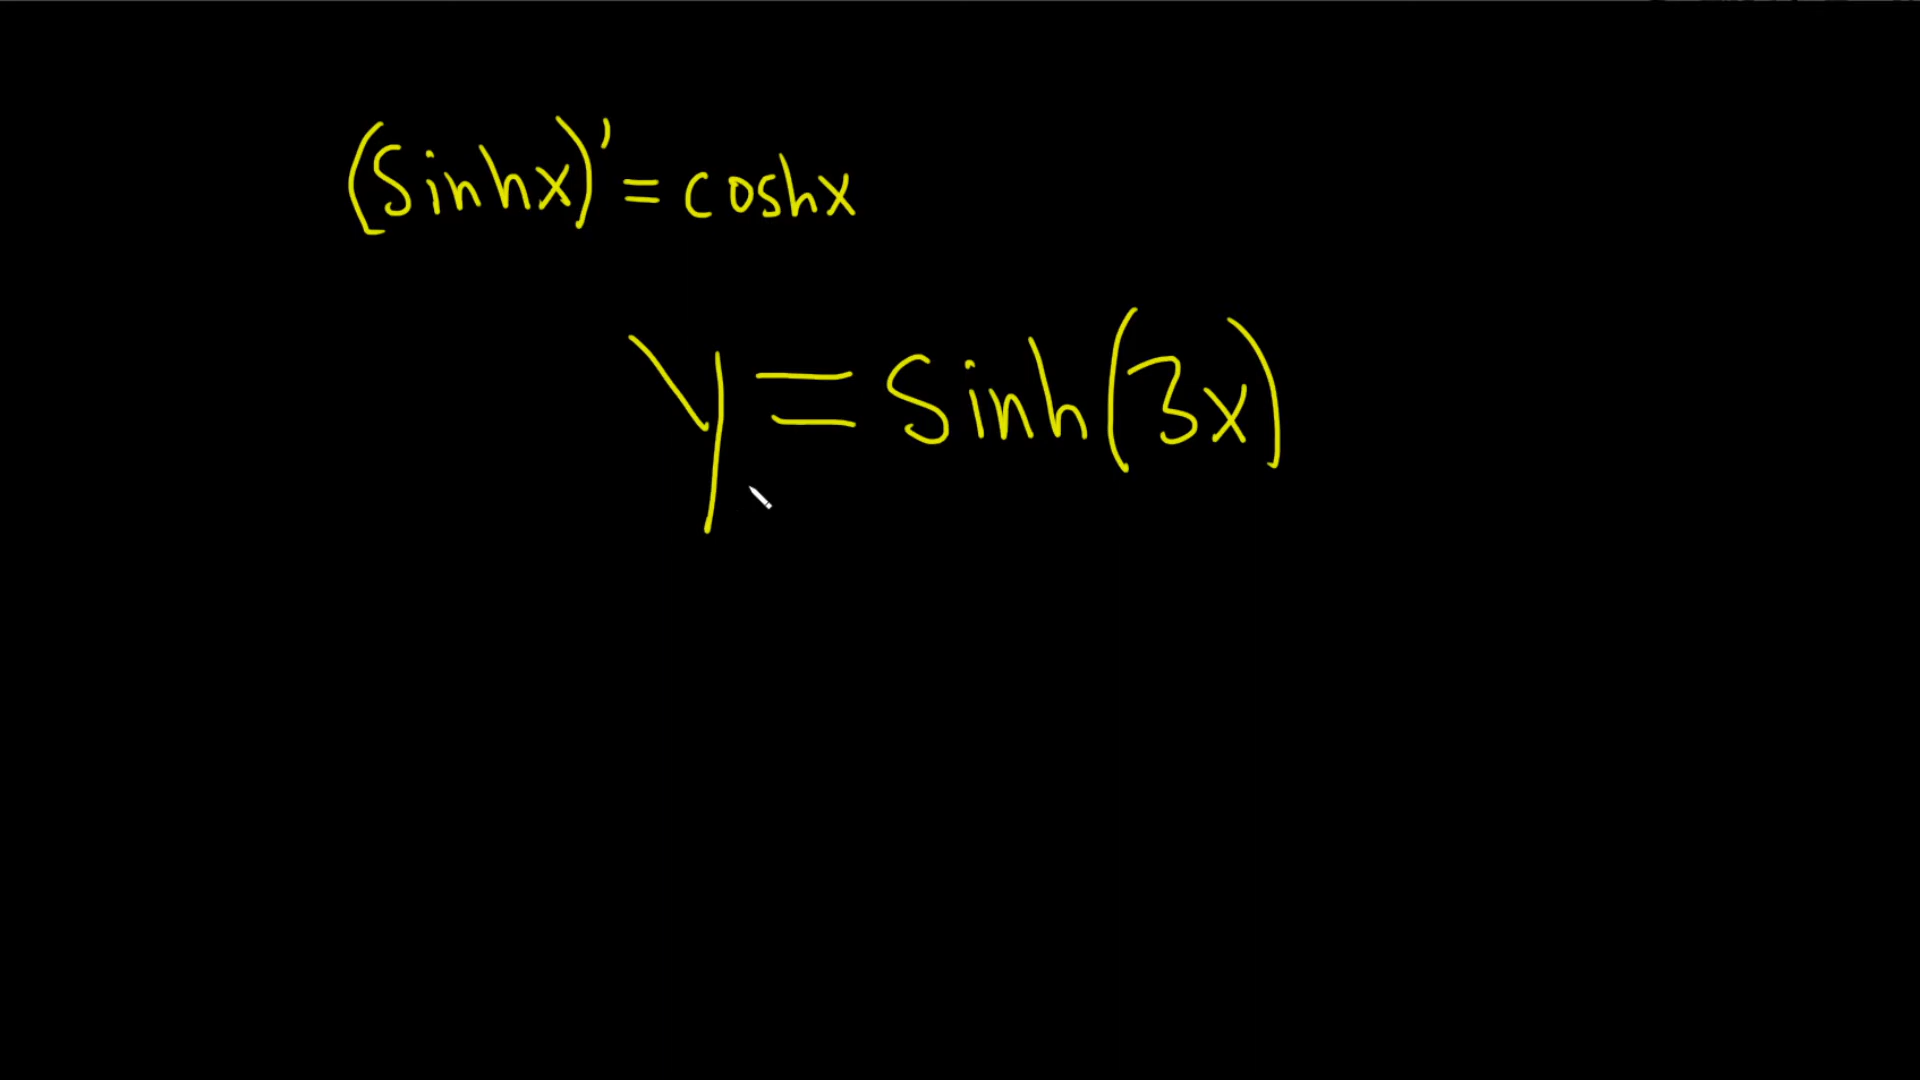 (Sinhx)' = coshx
y = Sinh(3x)